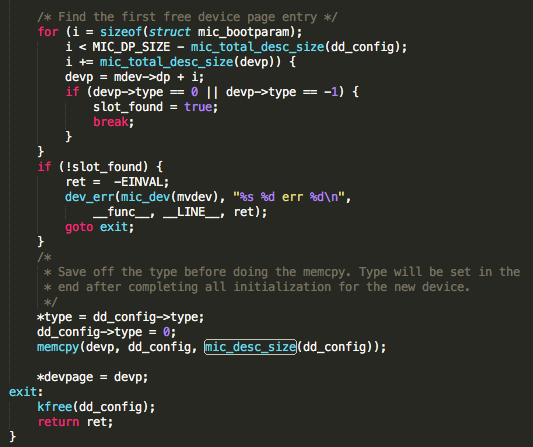 /* Find the first free device page entry */
for (i = sizeof(struct mic_bootparam);
i < MIC_DP_SIZE - mic_total_desc_size(dd_config);
i += mic_total_desc_size(devp)) {
devp = mdev->dp + i;
if (devp->type == 0 || devp->type == -1) {
slot_found = true;
break;
}
}
if (!slot_found) {
ret =  -EINVAL;
dev_err(mic_dev(mvdev), "%s %d err %d\n",
__func__, __LINE__, ret);
goto exit;
}
/*
* Save off the type before doing the memcpy. Type will be set in the
* end after completing all initialization for the new device.
*/
*type = dd_config->type;
dd_config->type = 0;
memcpy(devp, dd_config, mic_desc_size(dd_config));
*devpage = devp;
exit:
kfree(dd_config);
return ret;
}